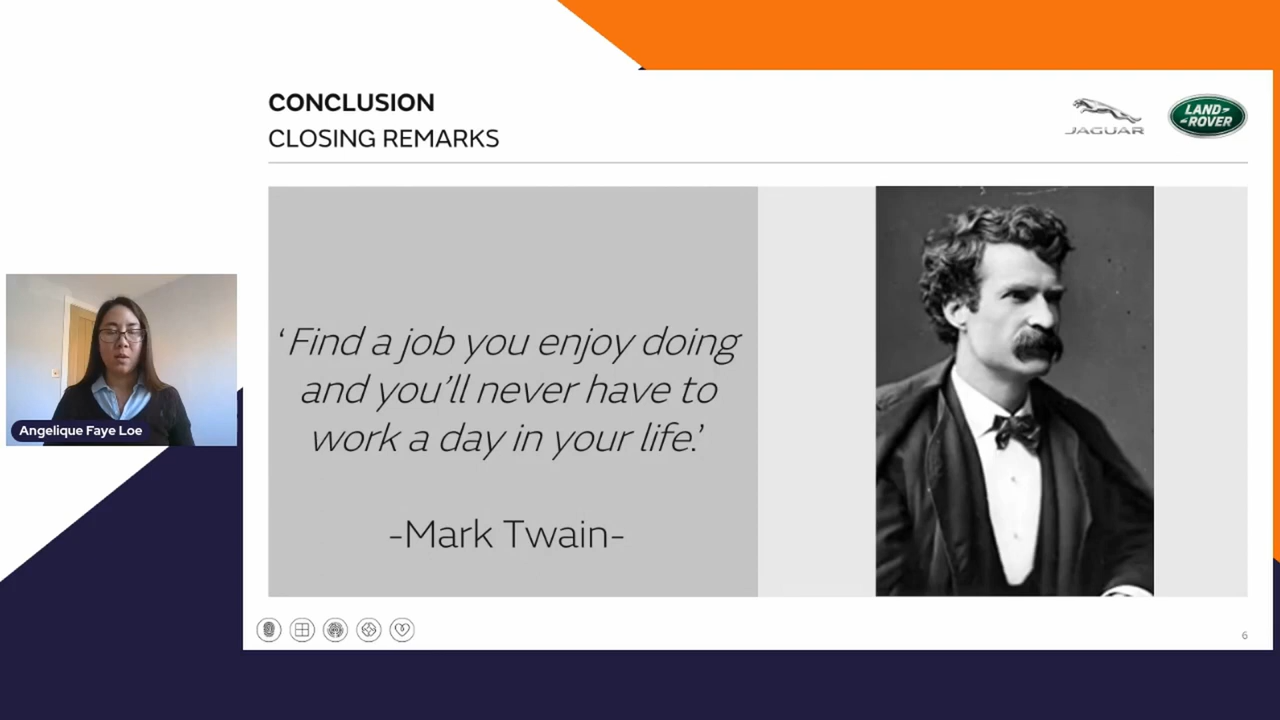 CONCLUSION
CLOSING REMARKS
JAGUAR
LAND
ROVER
‘Find a job you enjoy doing
and you’ll never have to
work a day in your life.’
-Mark Twain-
Angelique Faye Loe
6